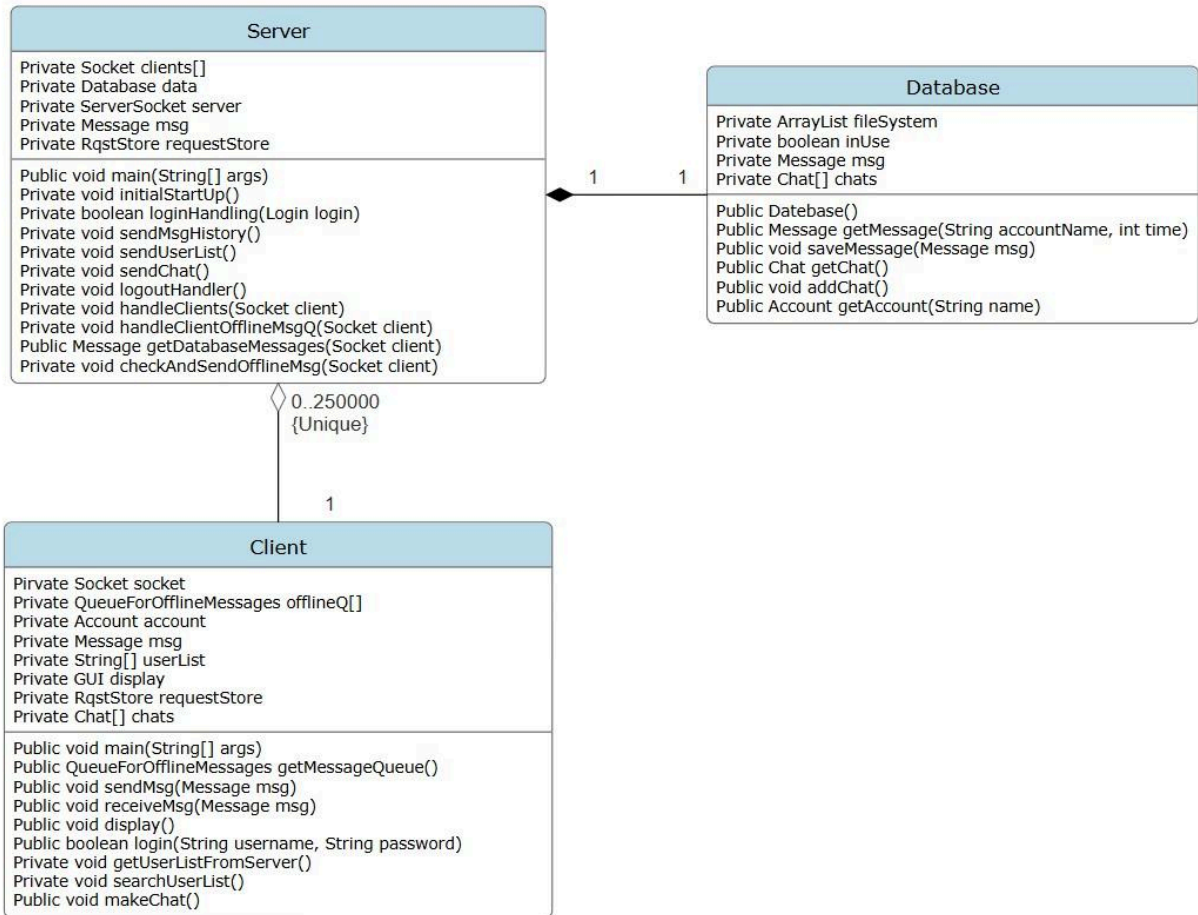 Server
Private Socket clients[]
Private Database data
Private ServerSocket server
Private Message msg
Private RqstStore requestStore
Public void main(String[] args)
Private void initialStartUp()
Private boolean loginHandling(Login login)
Private void sendMsgHistory()
Private void sendUserList()
Private void sendChat()
Private void logoutHandler()
Private void handleClients(Socket client)
Private void handleClientOfflineMsgQ(Socket client)
Public Message getDatabaseMessages(Socket client)
Private void checkAndSendOfflineMsg(Socket client)
1
1
Database
Private ArrayList fileSystem
Private boolean inUse
Private Message msg
Private Chat[] chats
Public Datebase()
Public Message getMessage(String accountName, int time)
Public void saveMessage(Message msg)
Public Chat getChat()
Public void addChat()
Public Account getAccount(String name)
0..250000
{Unique}
1
Client
Pirvate Socket socket
Private QueueForOfflineMessages offlineQ[]
Private Account account
Private Message msg
Private String[] userList
Private GUI display
Private RqstStore requestStore
Private Chat[] chats
Public void main(String[] args)
Public QueueForOfflineMessages getMessageQueue()
Public void sendMsg(Message msg)
Public void receiveMsg(Message msg)
Public void display()
Public boolean login(String username, String password)
Private void getUserListFromServer()
Private void searchUserList()
Public void makeChat()